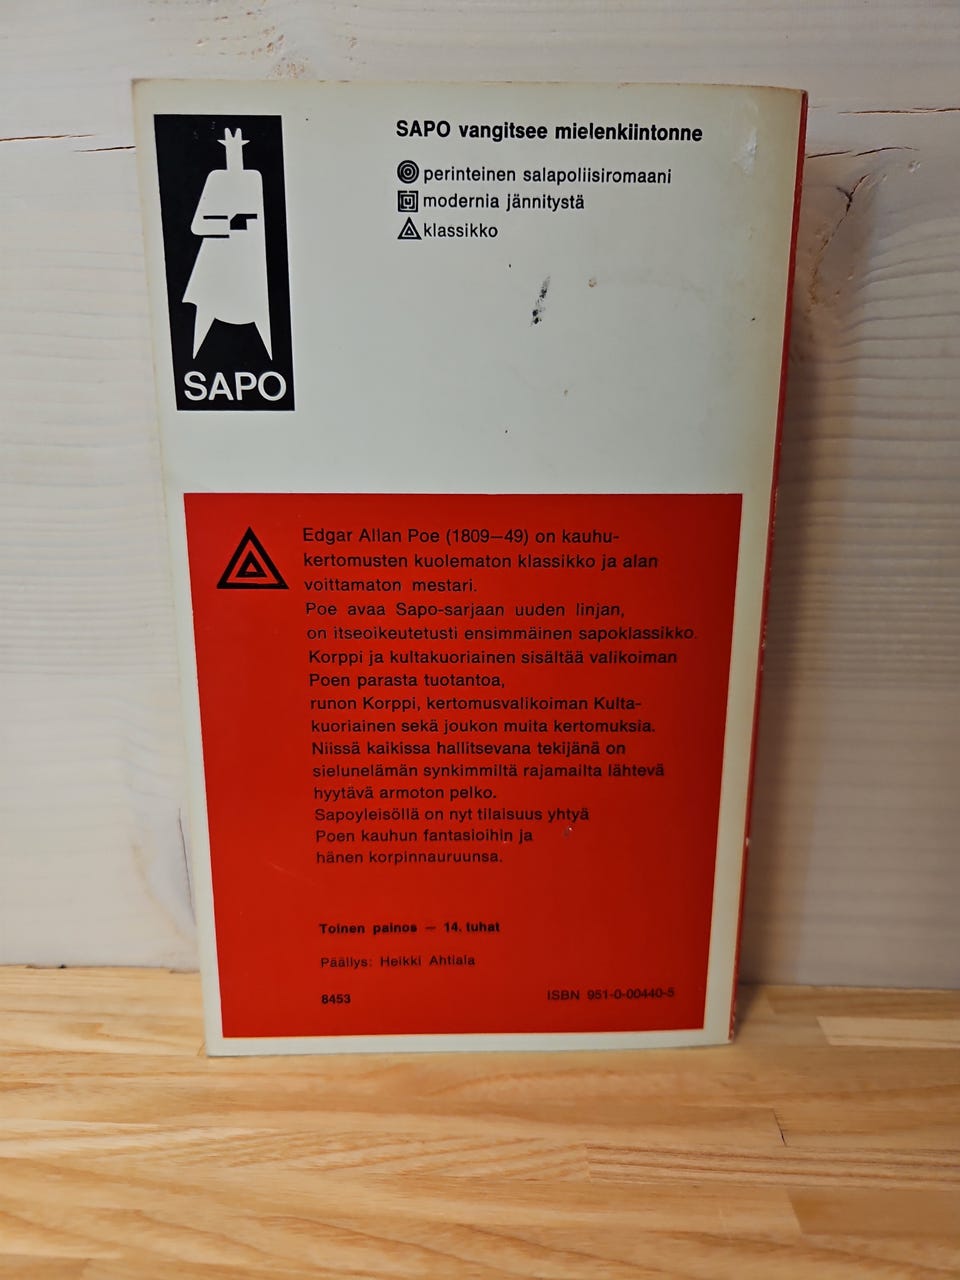 SAPO
SAPO vangitsee mielenkiintonne
perinteinen salapoliisiromaani
modernia jännitystä
klassikko
Edgar Allan Poe (1809—49) on kauhu-
kertomusten kuolematon klassikko ja alan
voittamaton mestari.
Poe avaa Sapo-sarjaan uuden linjan,
on itseoikeutetusti ensimmäinen sapoklassikko.
Korppi ja kultakuoriainen sisältää valikoiman
Poen parasta tuotantoa,
runon Korppi, kertomusvalikoiman Kulta-
kuoriainen sekä joukon muita kertomuksia.
Niissä kaikissa hallitsevana tekijänä on
sielunelämän synkimmiltä rajamailta lähtevä
hyytävä armoton pelko.
Sapoyleisöllä on nyt tilaisuus yhtyä
Poen kauhun fantasioihin ja
hänen korpinnauruunsa.
Toinen painos — 14. tuhat
Päällys: Heikki Ahtiala
8453
ISBN 951-0-00440-5